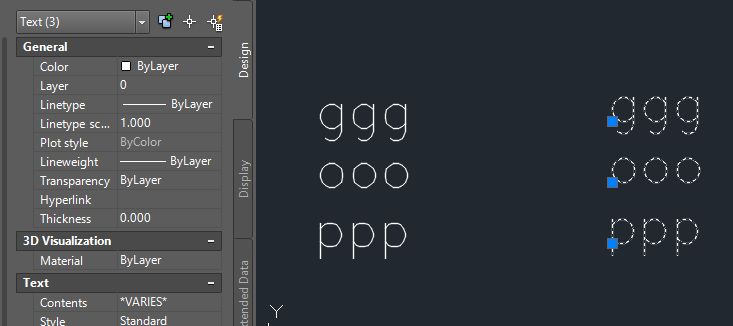 Text (3)
General
Color ByLayer
Layer 0
Linetype ByLayer
Linetype sc... 1.000
Plot style ByColor
Lineweight ByLayer
Transparency ByLayer
Hyperlink
Thickness 0.000
3D Visualization
Material ByLayer
Text
Contents *VARIES*
Style Standard
Design
Display
ggg ggg
ooo ooo
ppp ppp
Y